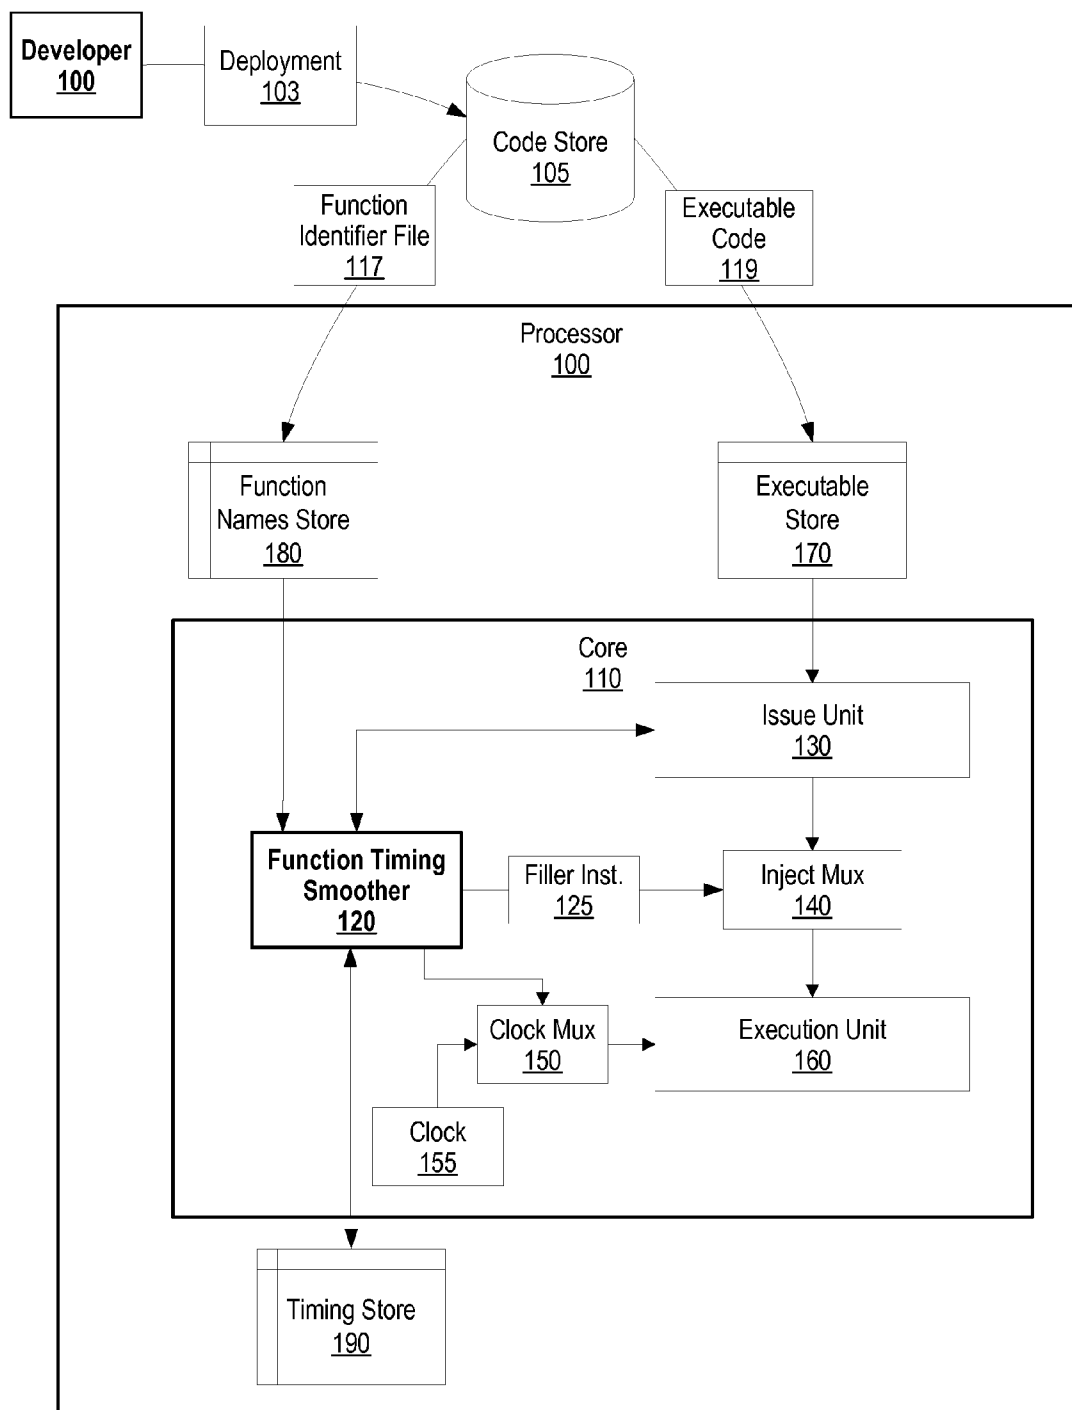 Developer
100
Deployment
103
Code Store
105
Function
Identifier File
117
Executable
Code
119
Processor
100
Function
Names Store
180
Executable
Store
170
Core
110
Issue Unit
130
Function Timing
Smoother
120
Filler Inst.
125
Inject Mux
140
Clock Mux
150
Execution Unit
160
Clock
155
Timing Store
190